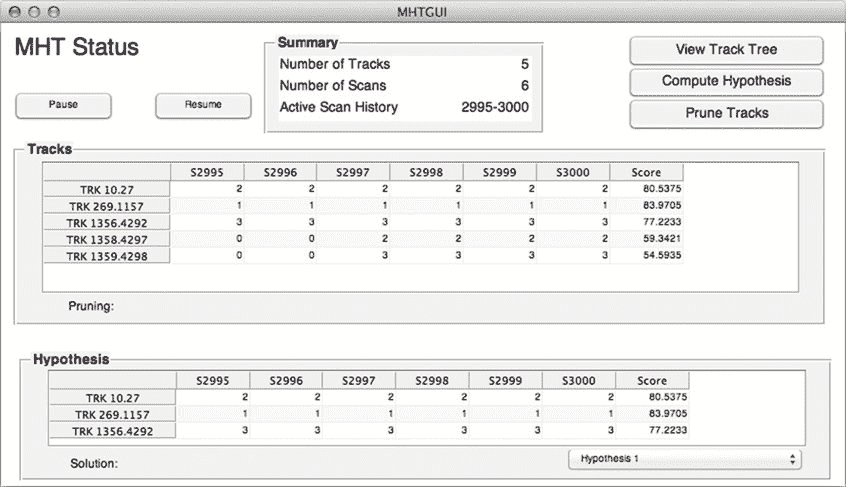 MHTGUI
MHT Status
Pause Resume
Summary
Number of Tracks 5
Number of Scans 6
Active Scan History 2995-3000
View Track Tree
Compute Hypothesis
Prune Tracks
Tracks
S2995 S2996 S2997 S2998 S2999 S3000 Score
TRK 10.27 2 2 2 2 2 2 80.5375
TRK 269.1157 1 1 1 1 1 1 83.9705
TRK 1356.4292 3 3 3 3 3 3 77.2233
TRK 1358.4297 0 0 2 2 2 2 59.3421
TRK 1359.4298 0 0 3 3 3 3 54.5935
Pruning:
Hypothesis
S2995 S2996 S2997 S2998 S2999 S3000 Score
TRK 10.27 2 2 2 2 2 2 80.5375
TRK 269.1157 1 1 1 1 1 1 83.9705
TRK 1356.4292 3 3 3 3 3 3 77.2233
Solution: Hypothesis 1